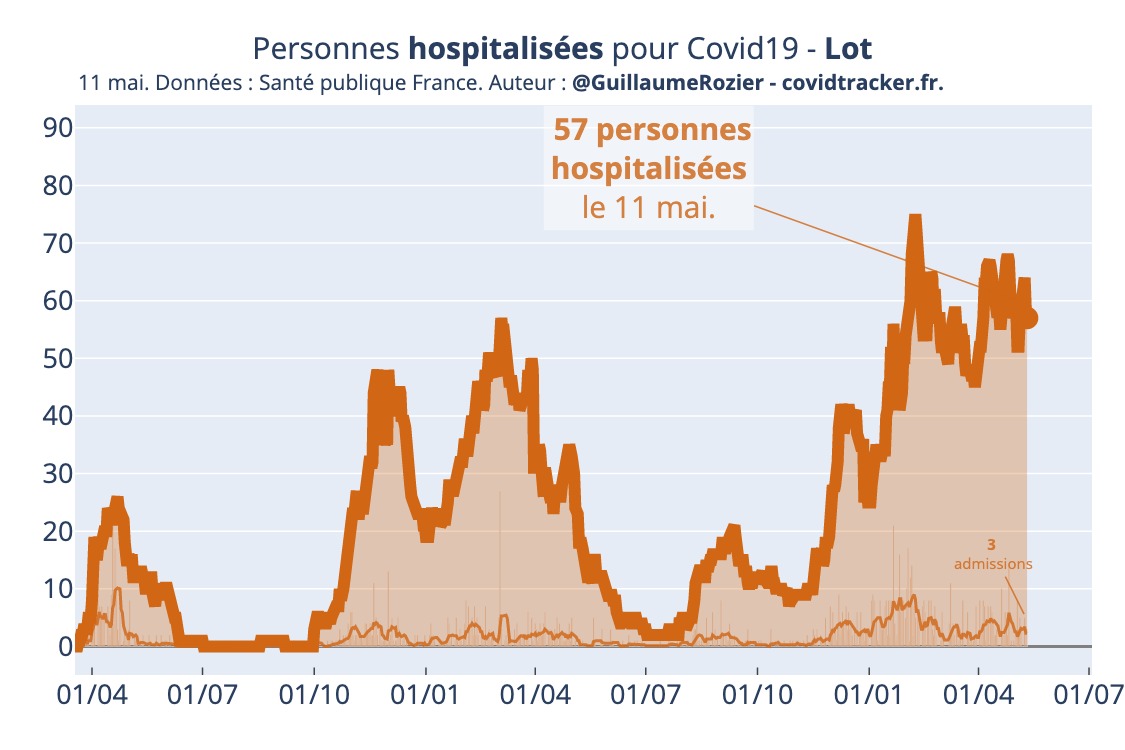 Personnes hospitalisées pour Covid19 - Lot
11 mai. Données : Santé publique France. Auteur : @GuillaumeRozier - covidtracker.fr.
57 personnes
hospitalisées
le 11 mai.
90
80
70
60
50
40
30
20
10
0
3
admissions
01/04 01/07 01/10 01/01 01/04 01/07 01/10 01/01 01/04 01/07